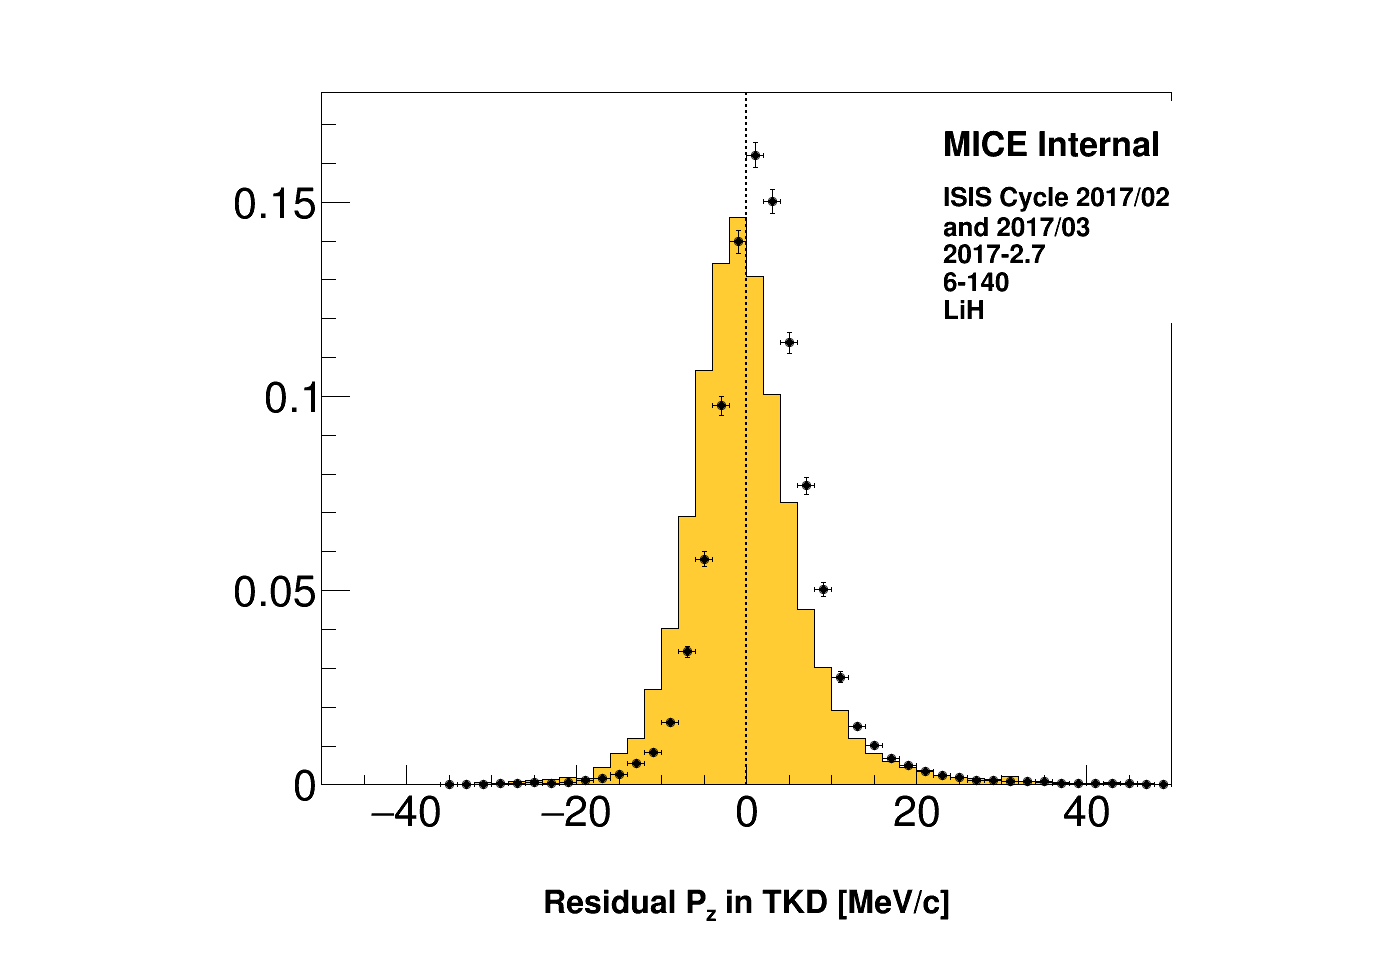 MICE Internal
ISIS Cycle 2017/02
and 2017/03
2017-2.7
6-140
LiH
0.15
0.1
0.05
0
−40 −20 0 20 40
Residual Pz in TKD [MeV/c]